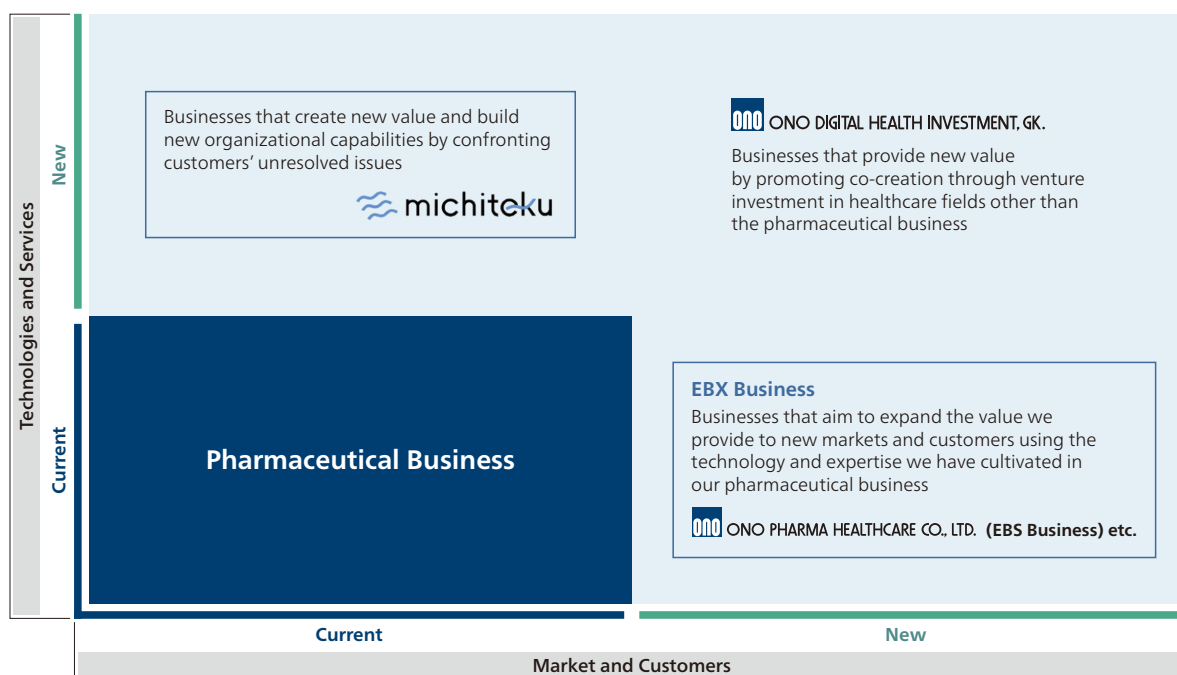 Technologies and Services
New
Current
Businesses that create new value and build
new organizational capabilities by confronting
customers’ unresolved issues
michiteku
ono ONO DIGITAL HEALTH INVESTMENT, GK.
Businesses that provide new value
by promoting co-creation through venture
investment in healthcare fields other than
the pharmaceutical business
Pharmaceutical Business
EBX Business
Businesses that aim to expand the value we
provide to new markets and customers using the
technology and expertise we have cultivated in
our pharmaceutical business
ono ONO PHARMA HEALTHCARE CO., LTD. (EBS Business) etc.
Current
New
Market and Customers